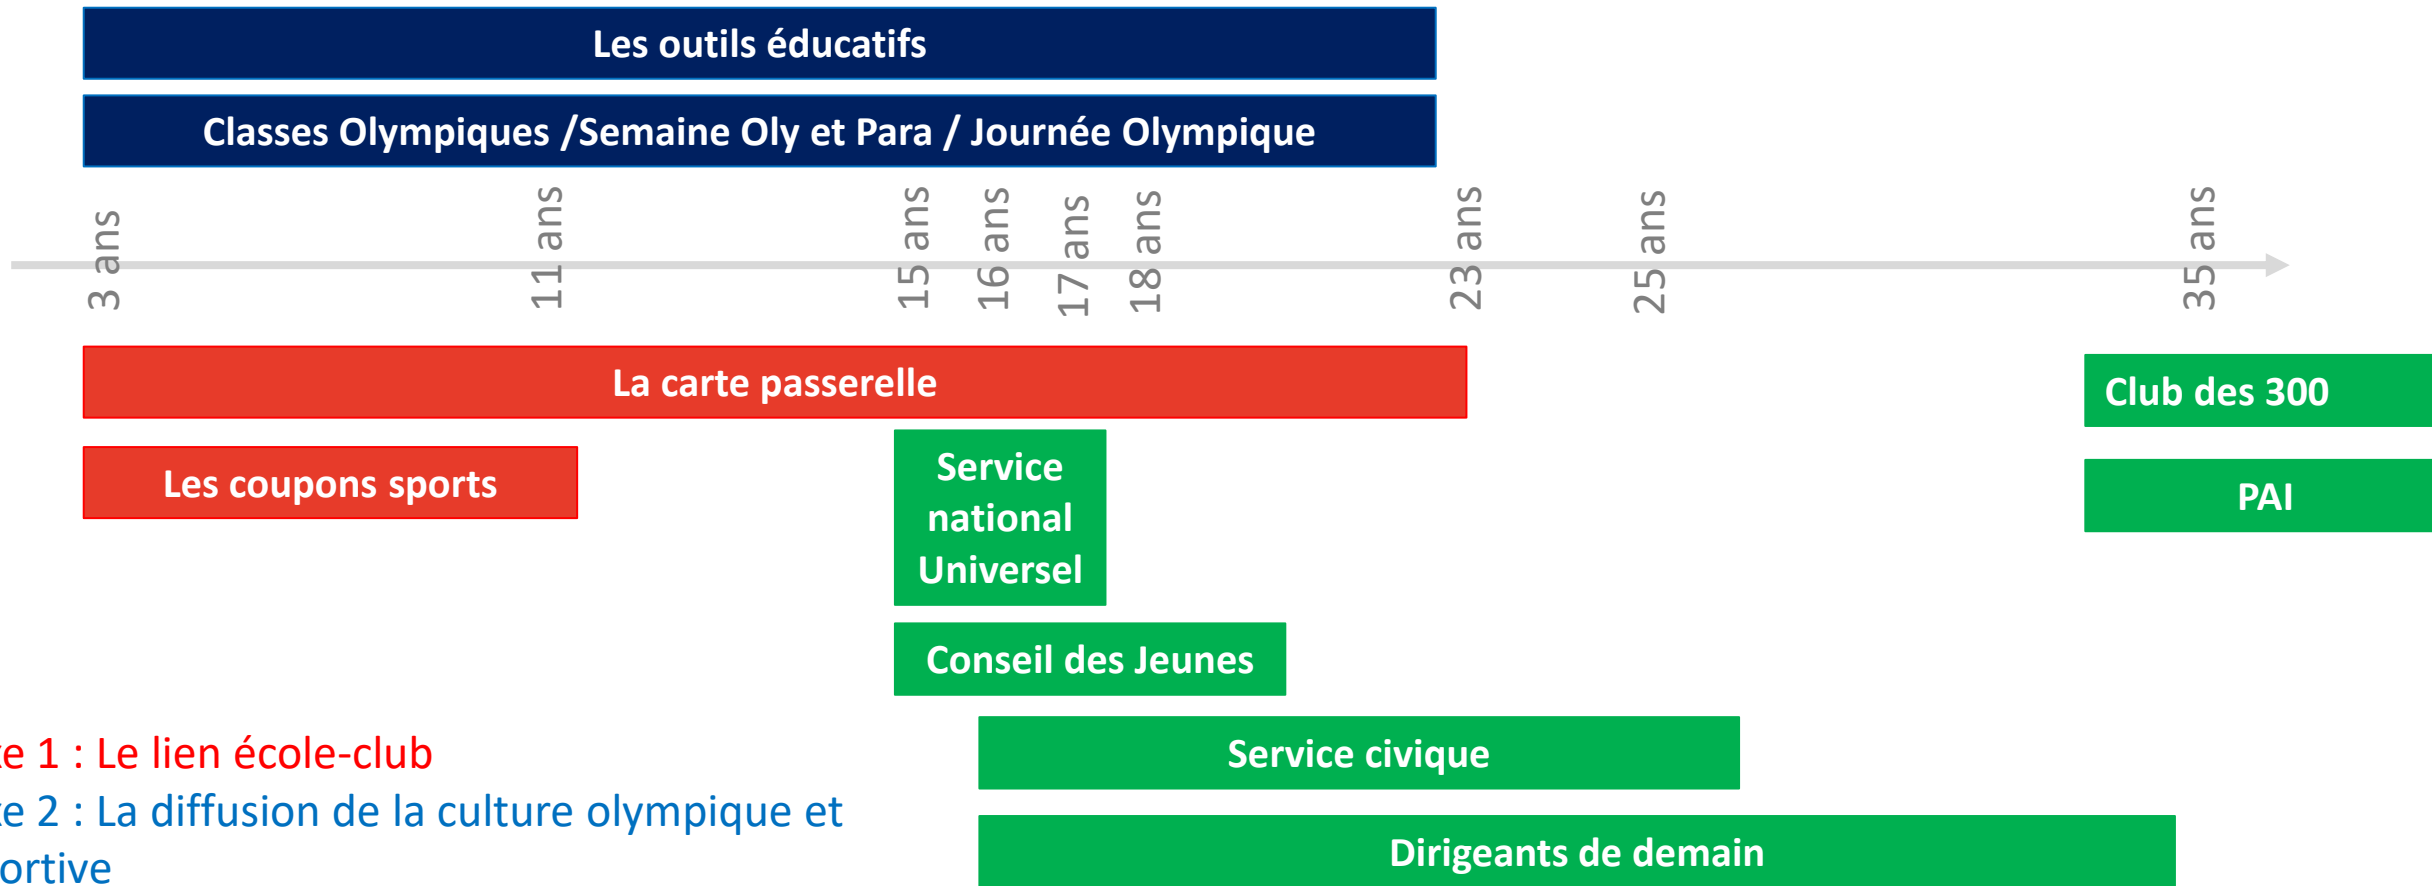 Les outils éducatifs
Classes Olympiques /Semaine Oly et Para / Journée Olympique
3 ans
11 ans
15 ans
16 ans
17 ans
18 ans
23 ans
25 ans
35 ans
La carte passerelle
Club des 300
Les coupons sports
PAI
Service
national
Universel
Conseil des Jeunes
Service civique
Dirigeants de demain
xe 1 : Le lien école-club
xe 2 : La diffusion de la culture olympique et
ortive